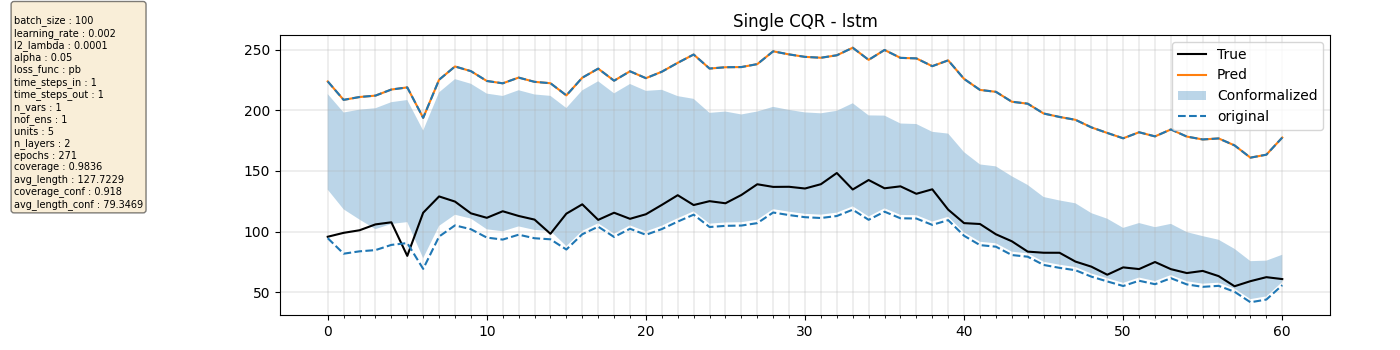 batch_size : 100
learning_rate : 0.002
l2_lambda : 0.0001
alpha : 0.05
loss_func : pb
time_steps_in : 1
time_steps_out : 1
n_vars : 1
nof_ens : 1
units : 5
n_layers : 2
epochs : 271
coverage : 0.9836
avg_length : 127.7229
coverage_conf : 0.918
avg_length_conf : 79.3469
Single CQR - lstm
250
200
150
100
50
True
Pred
Conformalized
original
0 10 20 30 40 50 60